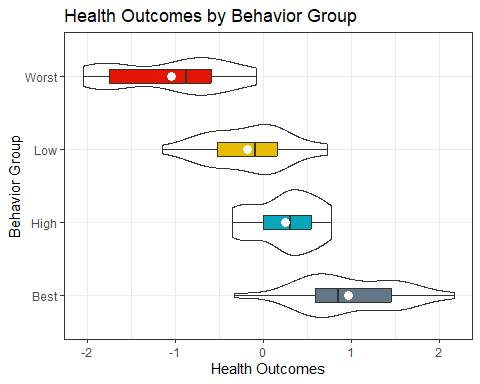 Health Outcomes by Behavior Group
Behavior Group
Worst
Low
High
Best
-2 -1 0 1 2
Health Outcomes